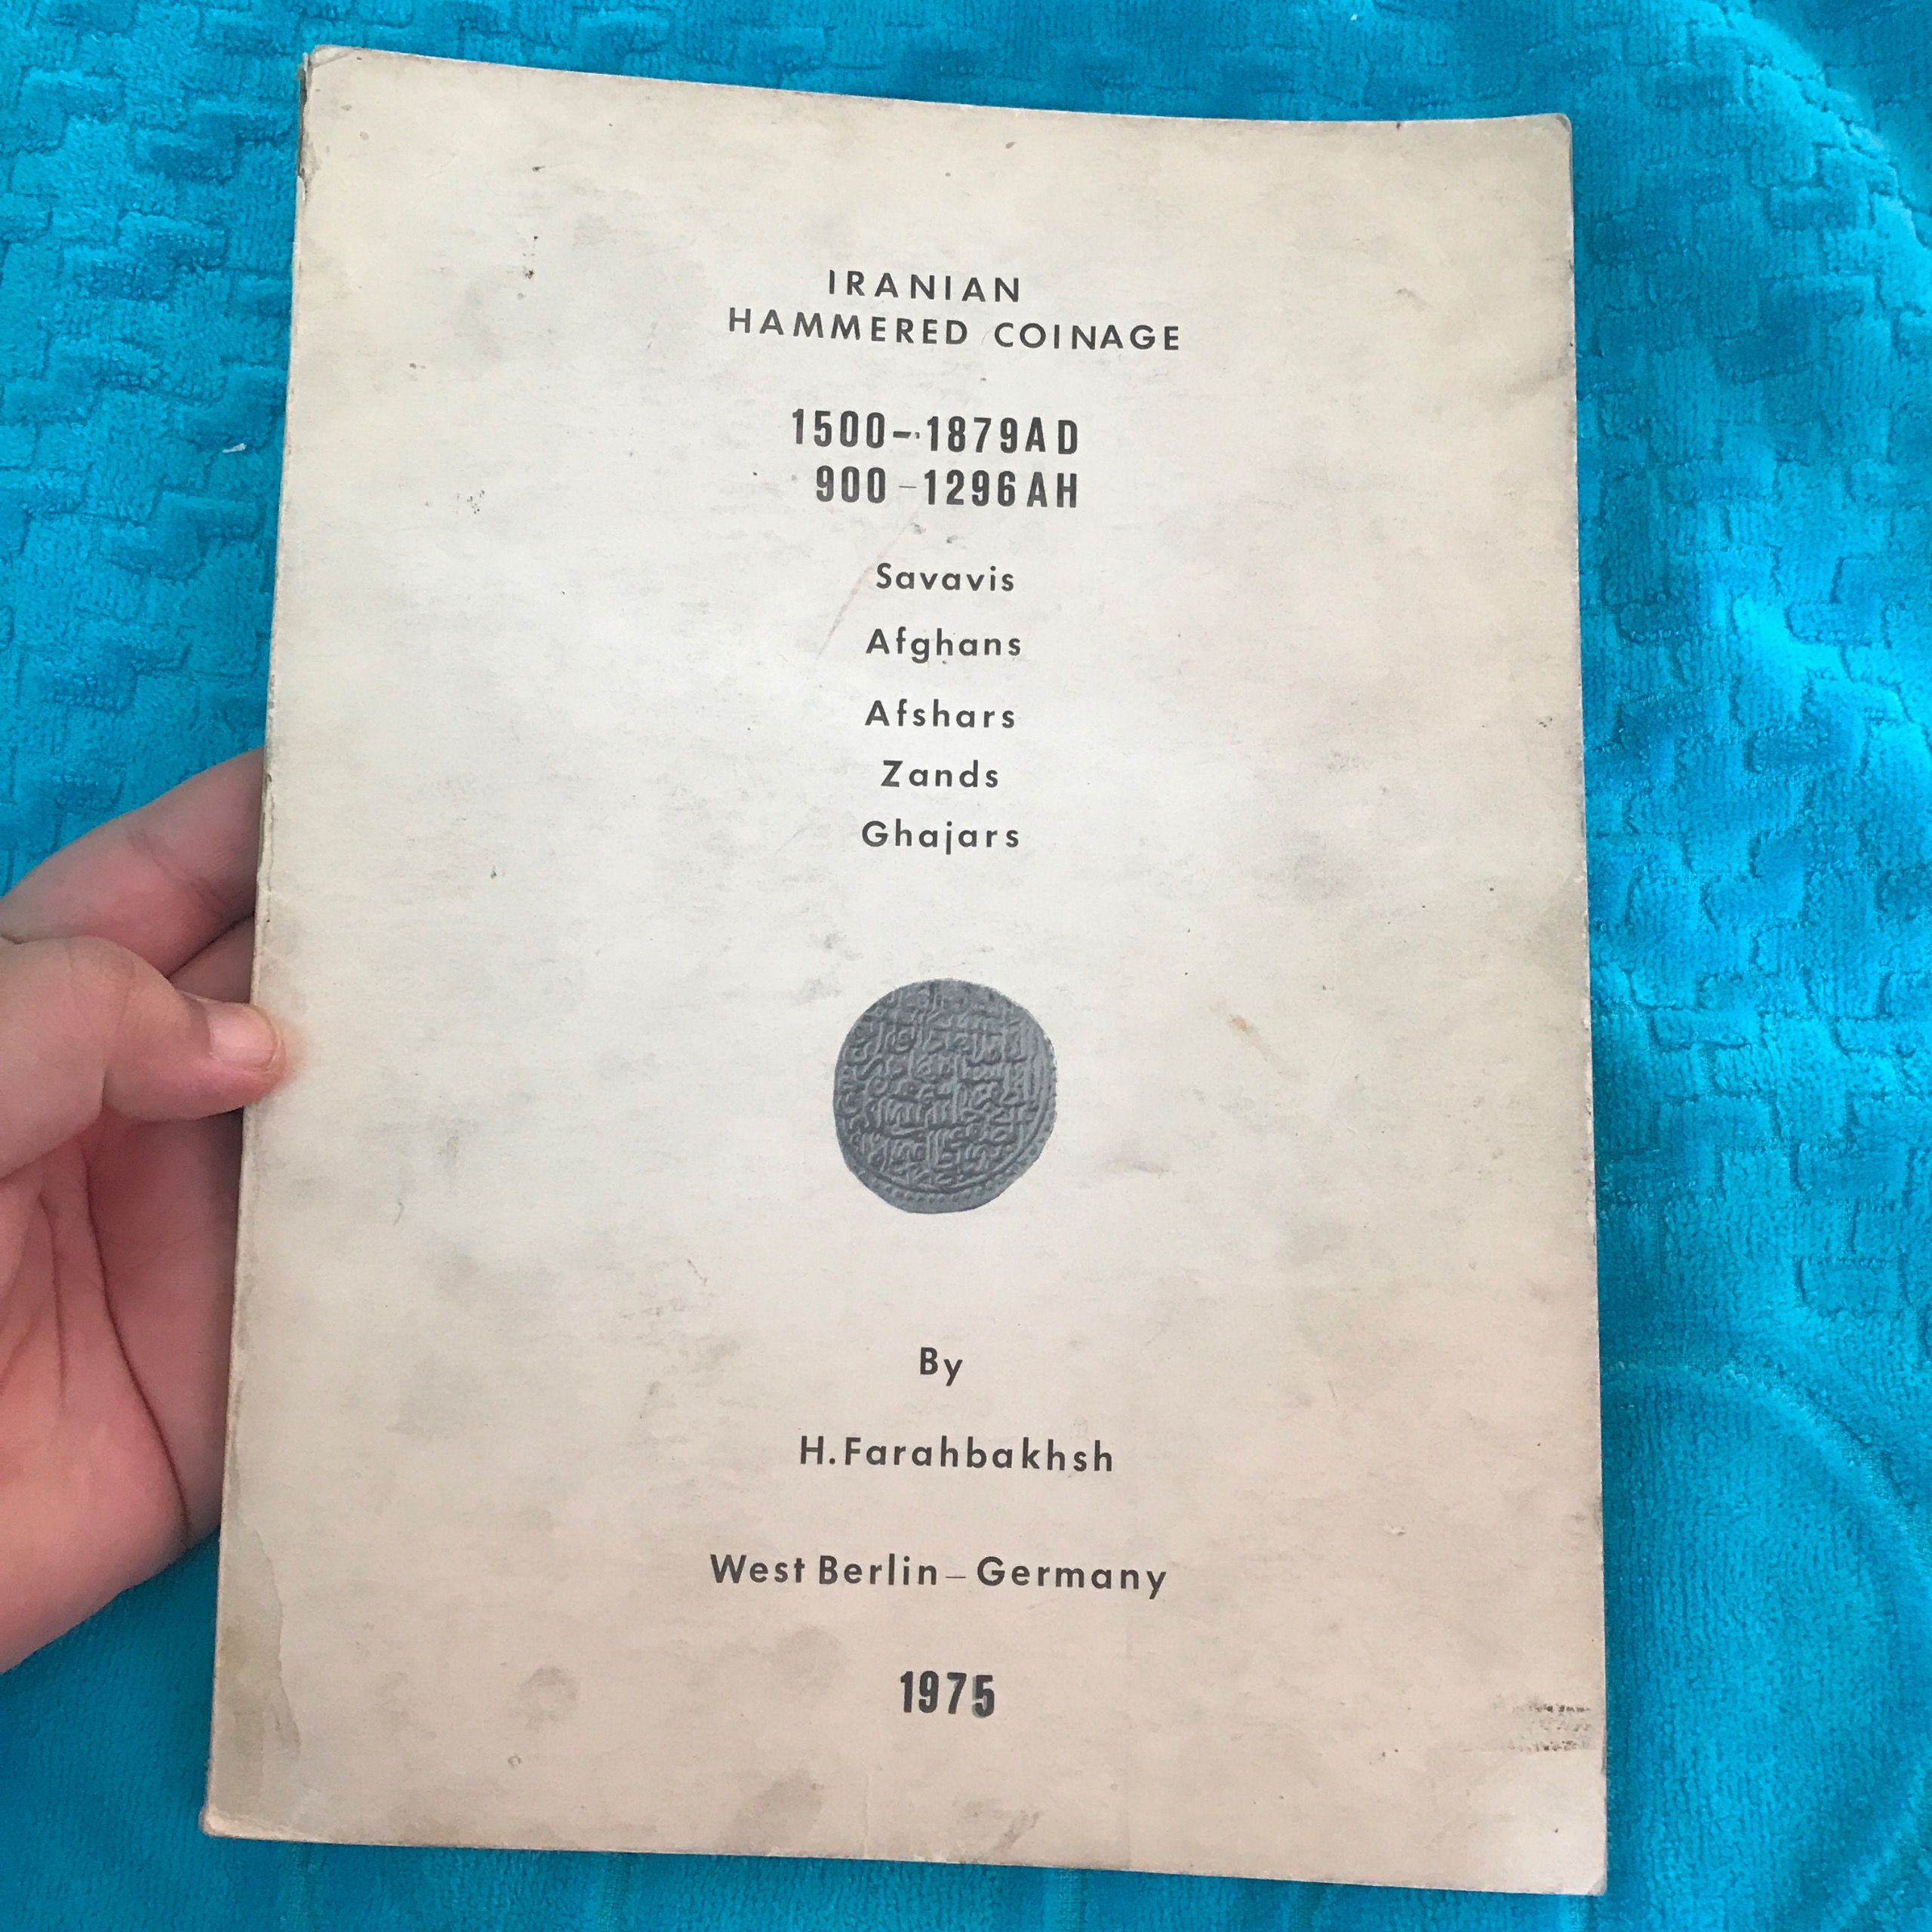 IRANIAN
HAMMERED COINAGE
1500-1879AD
900-1296AH
Savavis
Afghans
Afshars
Zands
Ghajars
By
H.Farahbakhsh
West Berlin-Germany
1975